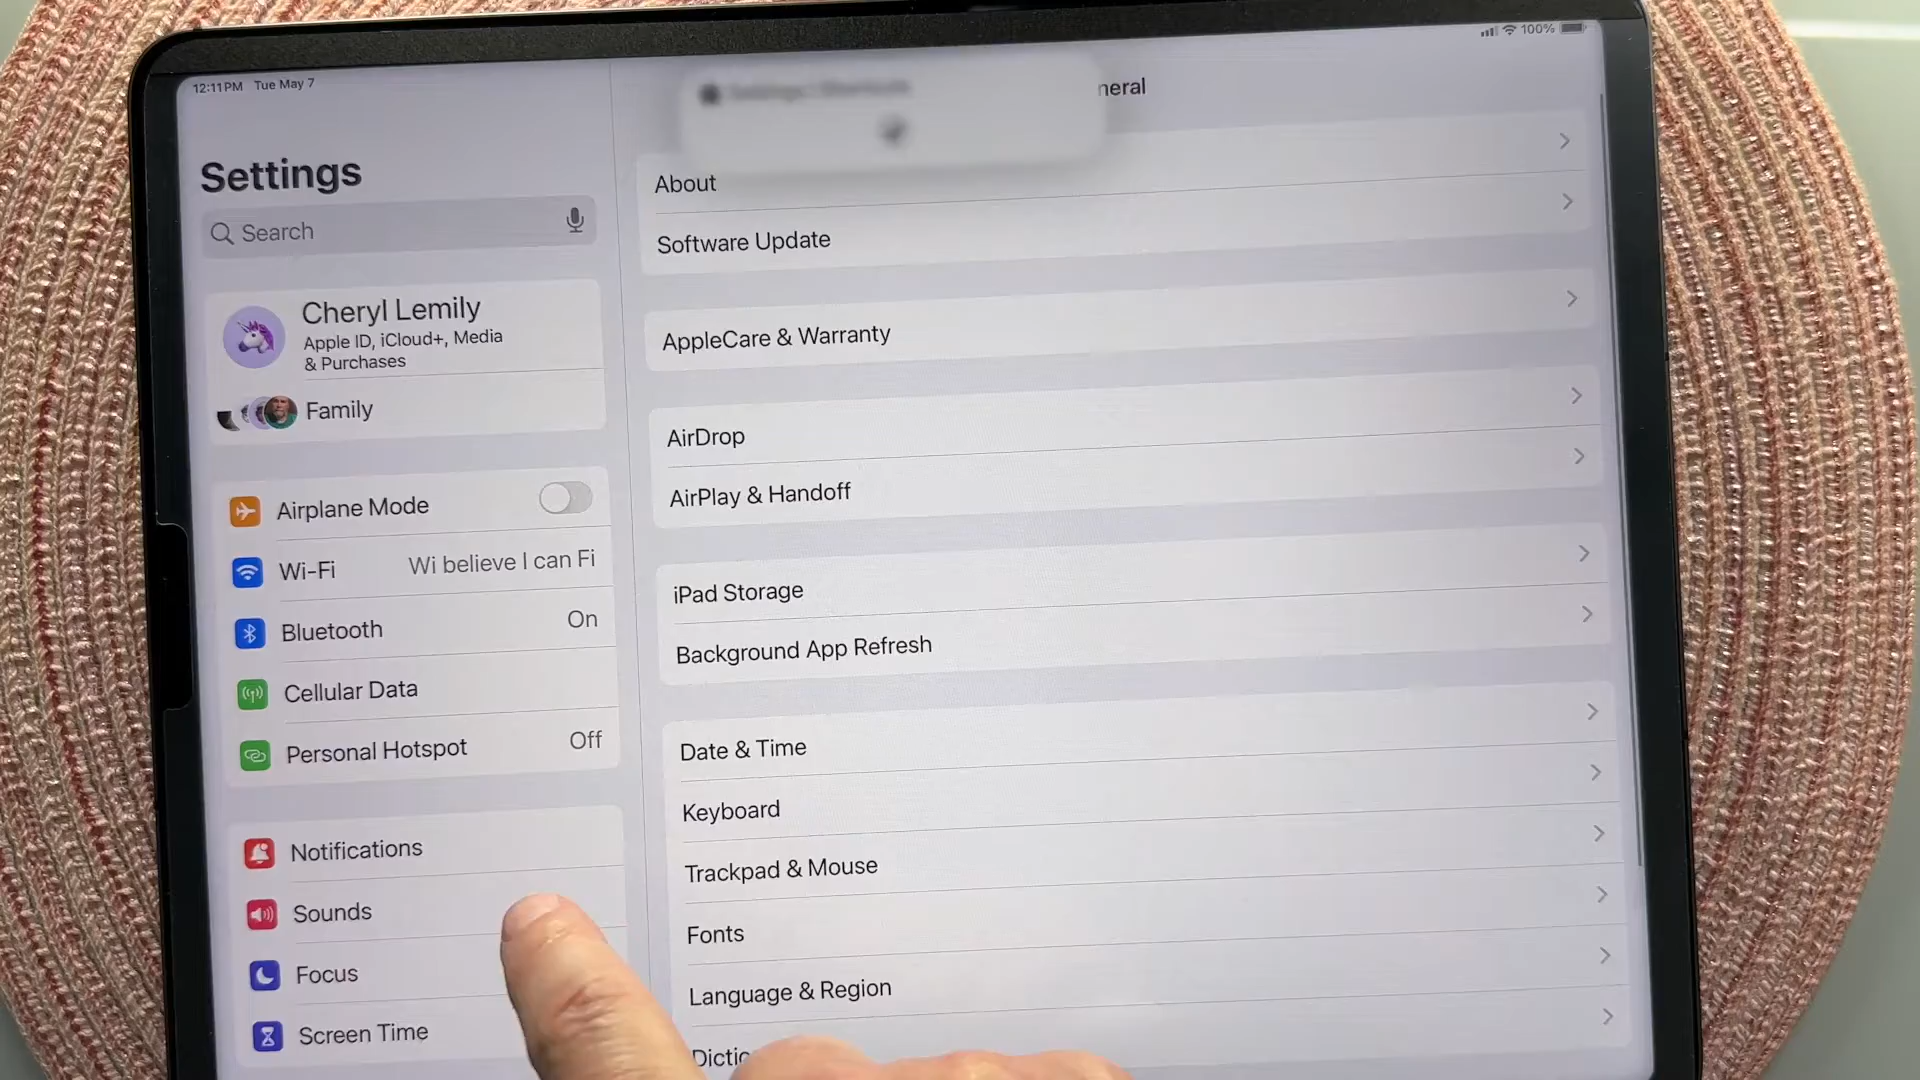 12:11 PM Tue May 7
100%
Settings
Search
Cheryl Lemily
Apple ID, iCloud+, Media
& Purchases
Family
Airplane Mode
Wi-Fi Wi believe I can Fi
Bluetooth On
Cellular Data
Personal Hotspot Off
Notifications
Sounds
Focus
Screen Time
neral
About
Software Update
AppleCare & Warranty
AirDrop
AirPlay & Handoff
iPad Storage
Background App Refresh
Date & Time
Keyboard
Trackpad & Mouse
Fonts
Language & Region
Dictio